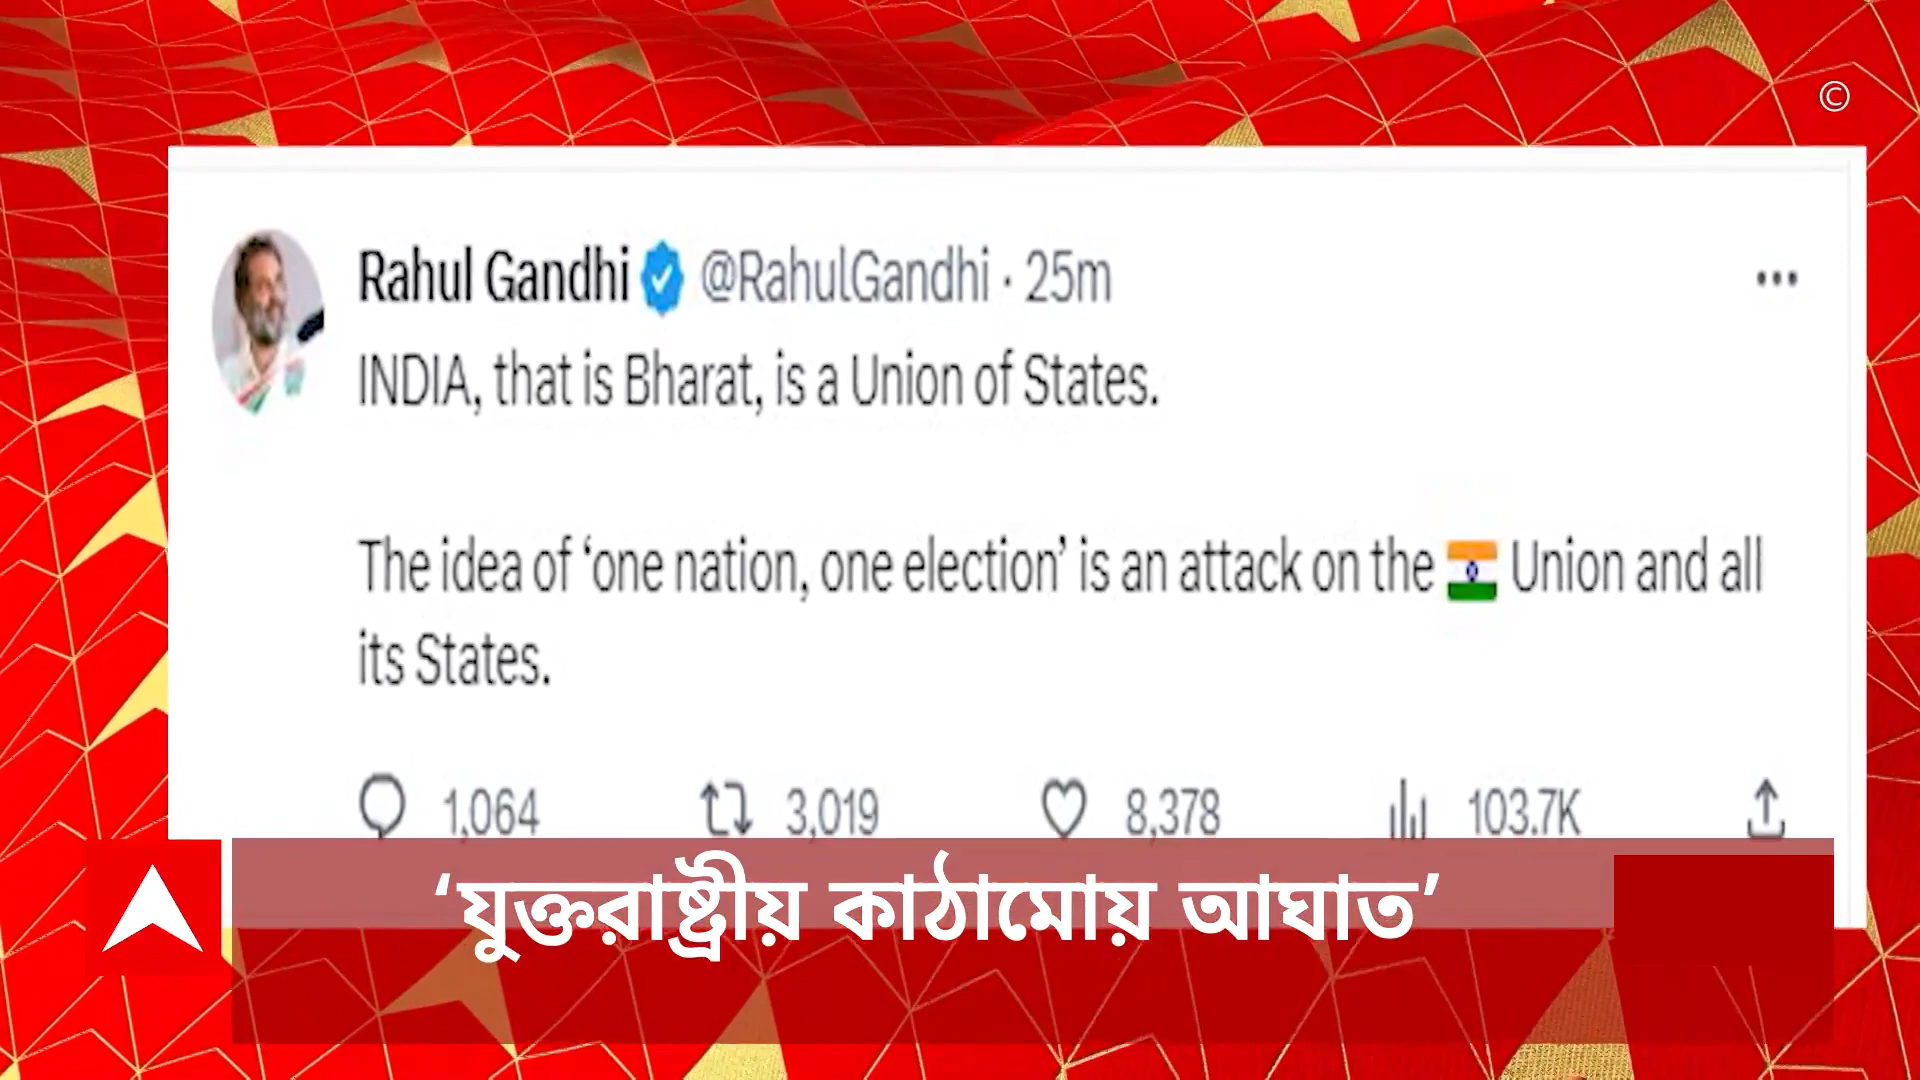 ©
Rahul Gandhi @RahulGandhi · 25m
INDIA, that is Bharat, is a Union of States.
The idea of ‘one nation, one election’ is an attack on the 🇮🇳 Union and all
its States.
1,064 3,019 8,378 103.7K
‘যুক্তরাষ্ট্রীয় কাঠামোয় আঘাত’